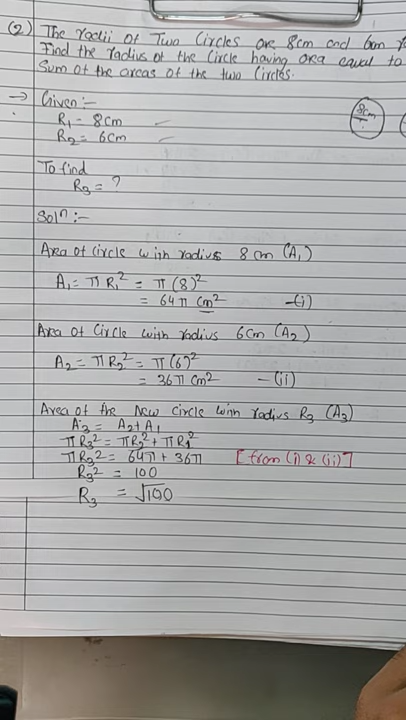 (2) The radii of Two Circles are 8cm and 6cm
Find the radius of the Circle having area equal to
Sum of the areas of the two Circles.
→ Given:-
R₁ = 8cm
R₂ = 6cm
8cm
To find
R₃ = ?
Solⁿ:-
Area of circle with radius 8 cm (A₁)
A₁ = πR₁² = π(8)²
= 64π cm² —(i)
Area of Circle with radius 6cm (A₂)
A₂ = πR₂² = π(6)²
= 36π cm² —(ii)
Area of the New circle with radius R₃ (A₃)
A₃ = A₂+A₁
πR₃² = πR₂² + πR₁²
πR₃² = 64π + 36π [from (i) & (ii)]
R₃² = 100
R₃ = √100